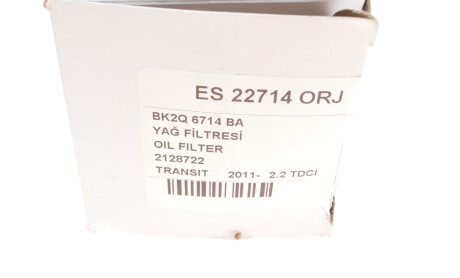 ES 22714 ORJ
BK2Q 6714 BA
YAĞ FİLTRESİ
OIL FILTER
2128722
TRANSIT 2011- 2.2 TDCI